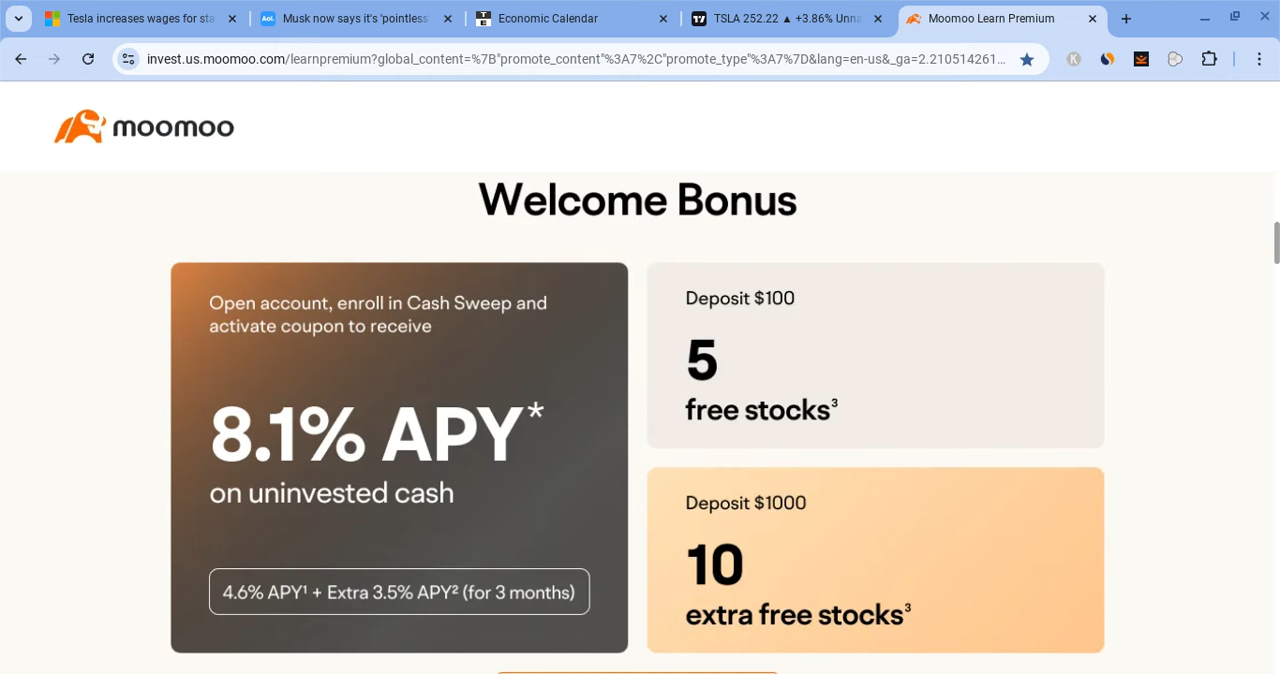 Tesla increases wages for sta
Musk now says it's 'pointless'
Economic Calendar
TSLA 252.22 ▲ +3.86% Unna
Moomoo Learn Premium
invest.us.moomoo.com/learnpremium?global_content=%7B"promote_content"%3A7%2C"promote_type"%3A7%7D&lang=en-us&_ga=2.210514261...
moomoo
Welcome Bonus
Open account, enroll in Cash Sweep and
activate coupon to receive
8.1% APY*
on uninvested cash
4.6% APY¹ + Extra 3.5% APY² (for 3 months)
Deposit $100
5
free stocks³
Deposit $1000
10
extra free stocks³